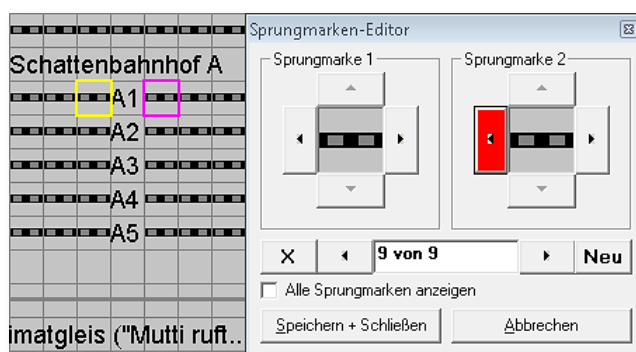 Schattenbahnhof A
A1
A2
A3
A4
A5
imatgleis ("Mutti ruft..
Sprungmarken-Editor
Sprungmarke 1
Sprungmarke 2
X
9 von 9
Neu
Alle Sprungmarken anzeigen
Speichern + Schließen
Abbrechen